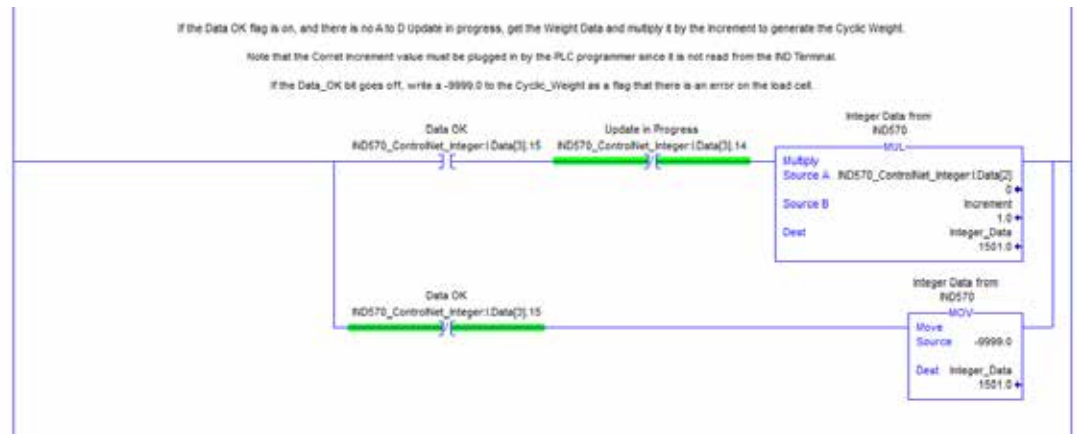 If the Data OK flag is on, and there is no A to D Update in progress, get the Weight Data and multiply it by the Increment to generate the Cyclic Weight.
Note that the Corret Increment value must be plugged in by the PLC programmer since it is not read from the IND Terminal.
If the Data_OK bit goes off, write a -9999.0 to the Cyclic_Weight as a flag that there is an error on the load cell.
Data OK
IND570_ControlNet_Integer:I.Data[3].15
Update in Progress
IND570_ControlNet_Integer:I.Data[3].14
Integer Data from
IND570
MUL
Multiply
Source A IND570_ControlNet_Integer:I.Data[2]
0
Source B Increment
1.0
Dest Integer_Data
1501.0
Data OK
IND570_ControlNet_Integer:I.Data[3].15
Integer Data from
IND570
MOV
Move
Source -9999.0
Dest Integer_Data
1501.0